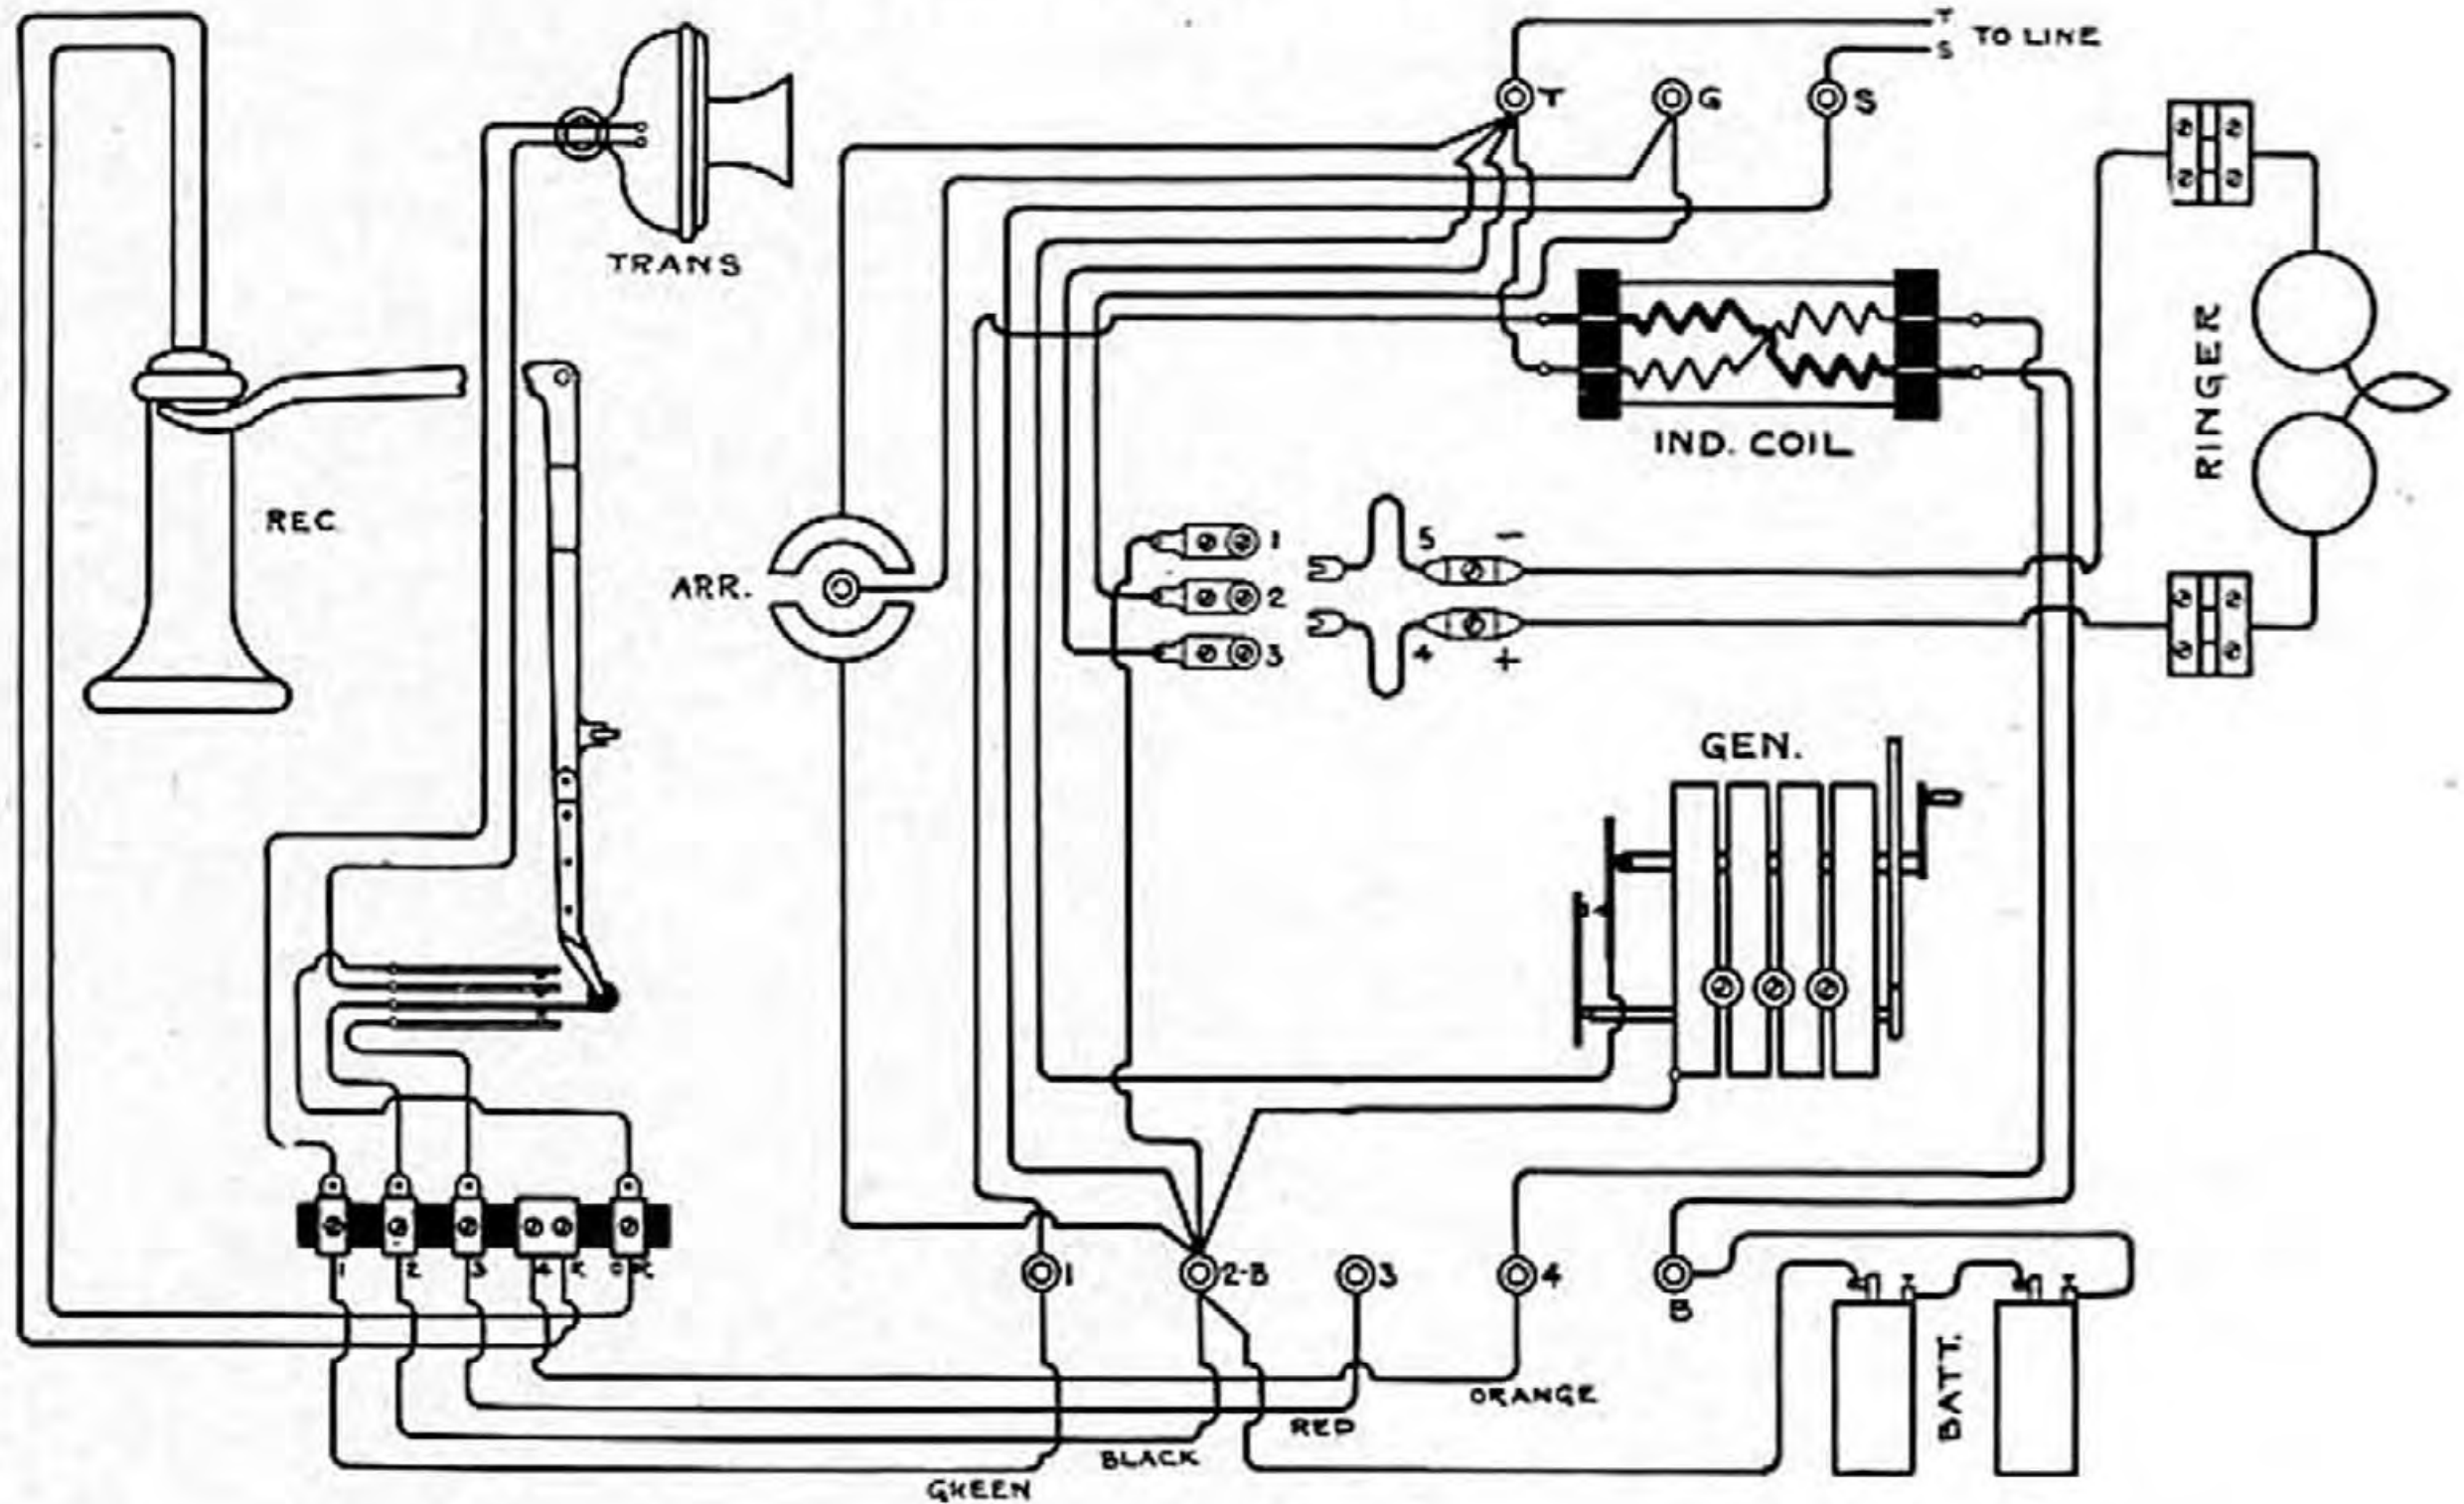 T
TO LINE
S
T
G
S
TRANS
REC
ARR.
IND. COIL
RINGER
1
5
−
2
3
4
+
GEN.
1
2
3
4
R
1
2-B
3
4
B
ORANGE
RED
BLACK
GREEN
BATT.